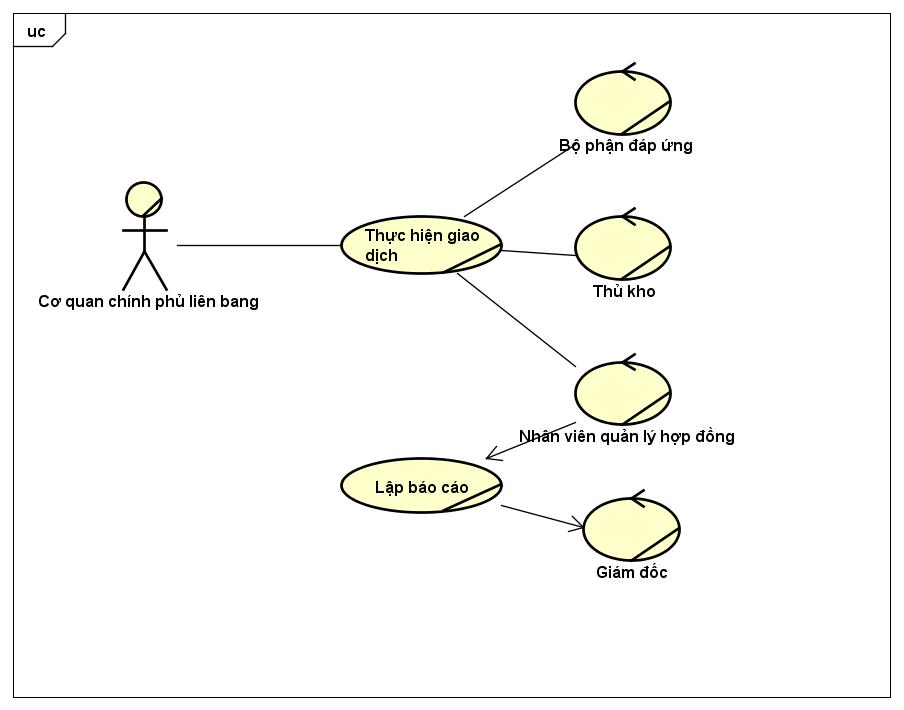 uc
Bộ phận đáp ứng
Thực hiện giao
dịch
Thủ kho
Cơ quan chính phủ liên bang
Nhân viên quản lý hợp đồng
Lập báo cáo
Giám đốc